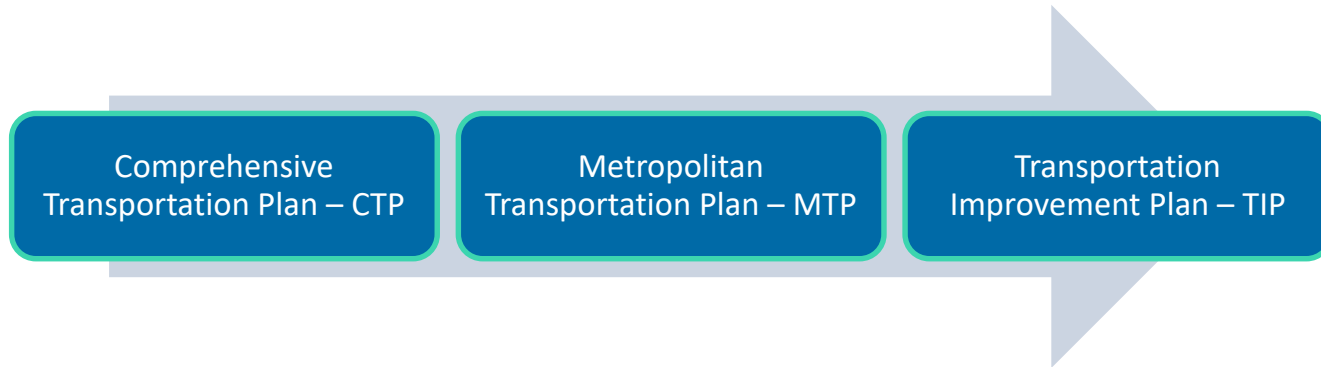 Comprehensive
Transportation Plan – CTP
Metropolitan
Transportation Plan – MTP
Transportation
Improvement Plan – TIP